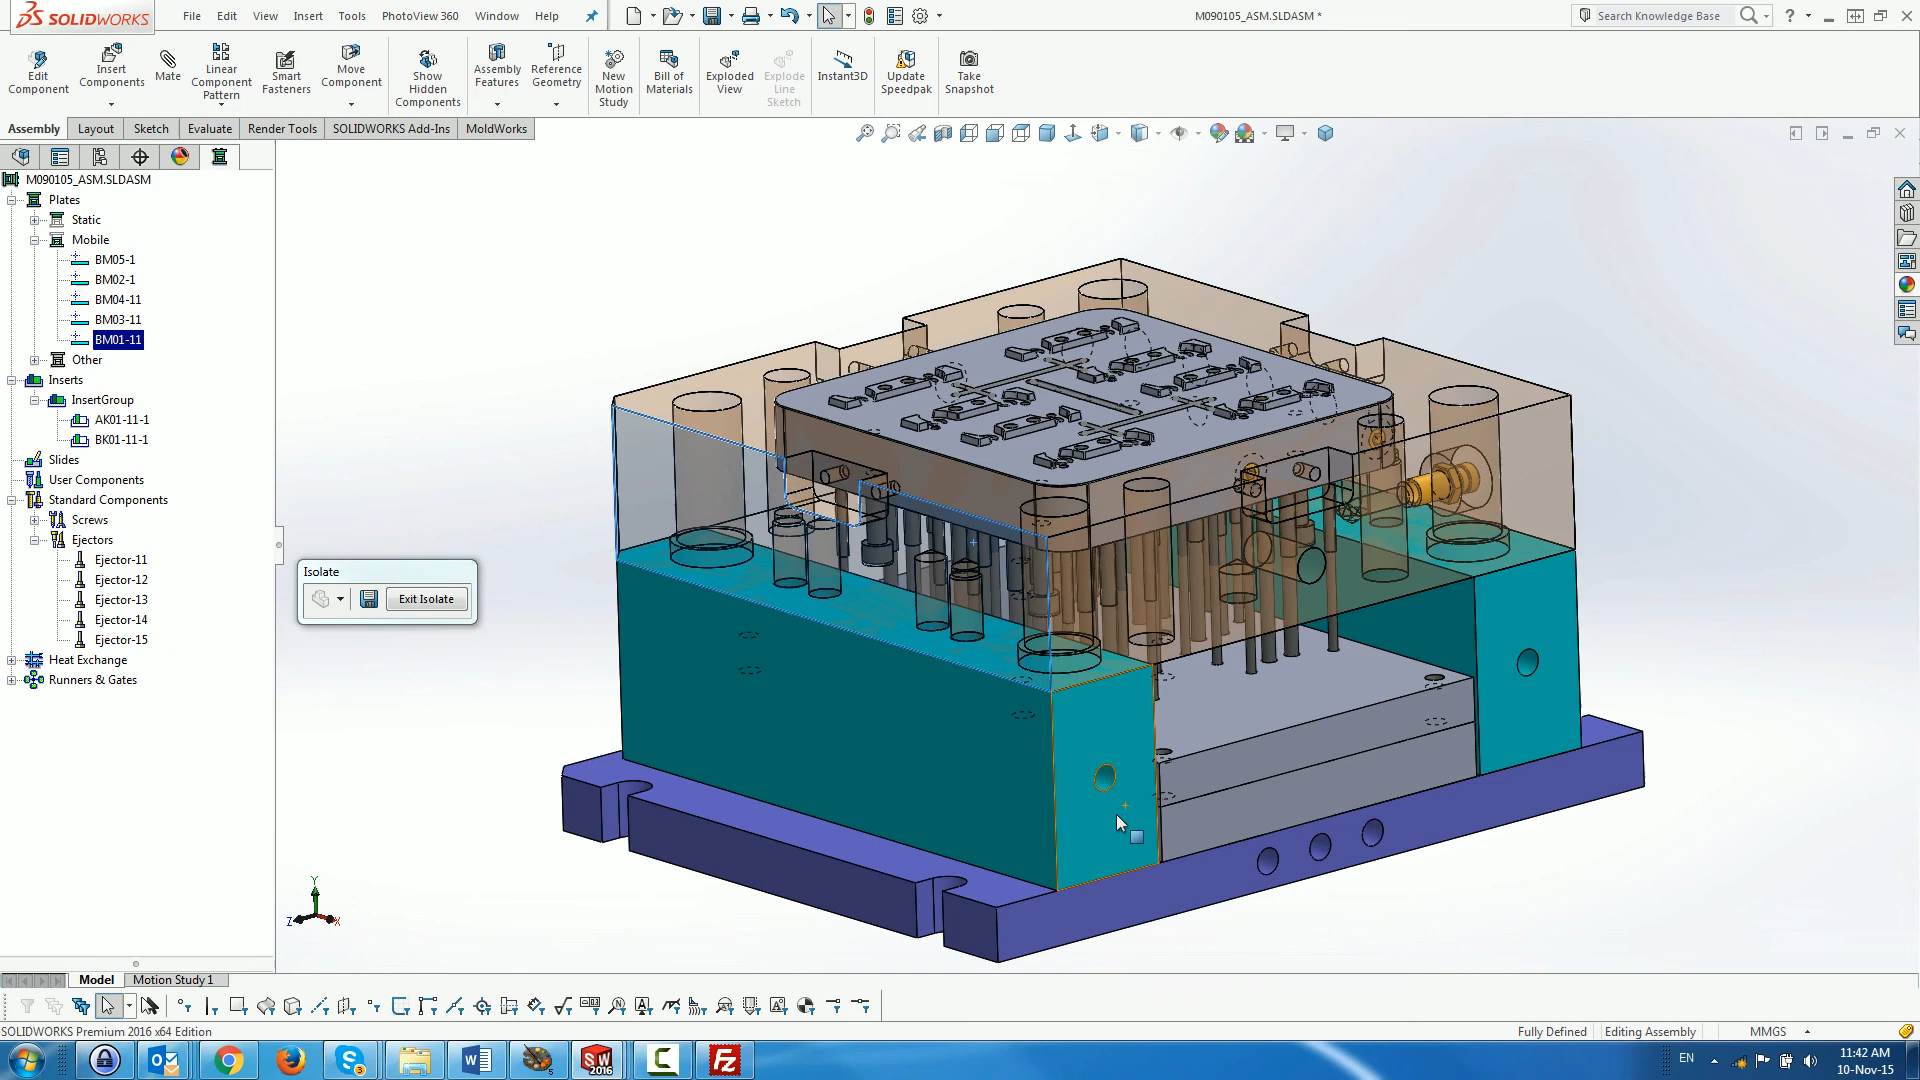 SOLIDWORKS File Edit View Insert Tools PhotoView 360 Window Help M090105_ASM.SLDASM * Search Knowledge Base ?
Edit Component
Insert Components
Mate
Linear Component Pattern
Smart Fasteners
Move Component
Show Hidden Components
Assembly Features
Reference Geometry
New Motion Study
Bill of Materials
Exploded View
Explode Line Sketch
Instant3D
Update Speedpak
Take Snapshot
Assembly Layout Sketch Evaluate Render Tools SOLIDWORKS Add-Ins MoldWorks
M090105_ASM.SLDASM
Plates
Static
Mobile
BM05-1
BM02-1
BM04-11
BM03-11
BM01-11
Other
Inserts
InsertGroup
AK01-11-1
BK01-11-1
Slides
User Components
Standard Components
Screws
Ejectors
Ejector-11
Ejector-12
Ejector-13
Ejector-14
Ejector-15
Heat Exchange
Runners & Gates
Isolate
Exit Isolate
Y
Z X
Model Motion Study 1
SOLIDWORKS Premium 2016 x64 Edition Fully Defined Editing Assembly MMGS
EN 11:42 AM
10-Nov-15
SW
2016